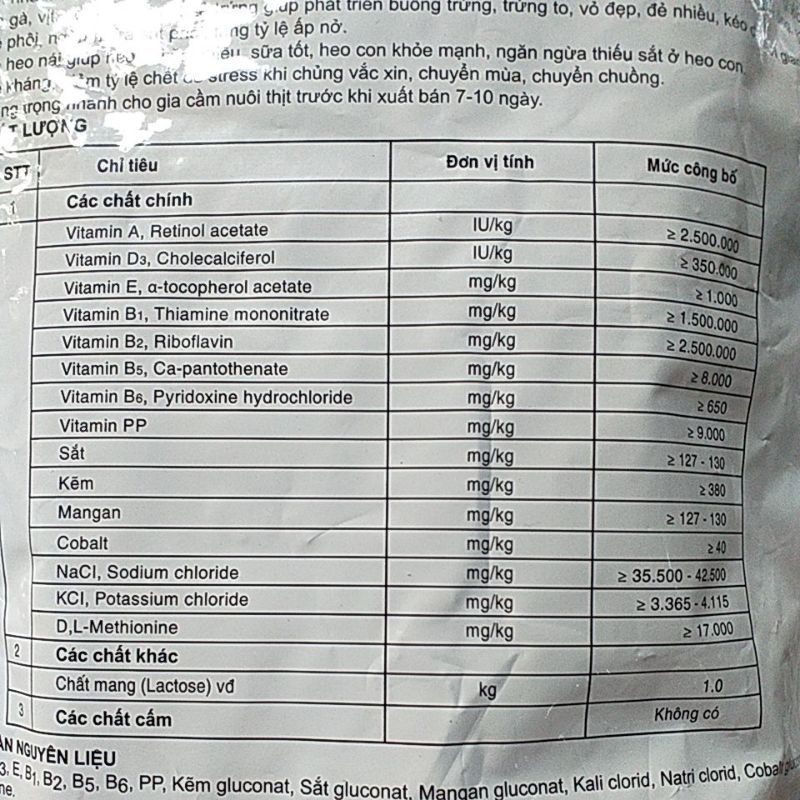 gà, giúp phát triển buồng trứng, trứng to, vỏ đẹp, đẻ nhiều, kéo
phôi, tỷ lệ ấp nở.
heo nái giúp heo sữa tốt, heo con khỏe mạnh, ngăn ngừa thiếu sắt ở heo con
kháng, tỷ lệ chết do stress khi chủng vắc xin, chuyển mùa, chuyển chuồng.
trọng nhanh cho gia cầm nuôi thịt trước khi xuất bán 7-10 ngày.
LƯỢNG
STT Chỉ tiêu Đơn vị tính Mức công bố
1 Các chất chính
Vitamin A, Retinol acetate IU/kg ≥ 2.500.000
Vitamin D3, Cholecalciferol IU/kg ≥ 350.000
Vitamin E, α-tocopherol acetate mg/kg ≥ 1.000
Vitamin B1, Thiamine mononitrate mg/kg ≥ 1.500.000
Vitamin B2, Riboflavin mg/kg ≥ 2.500.000
Vitamin B5, Ca-pantothenate mg/kg ≥ 8.000
Vitamin B6, Pyridoxine hydrochloride mg/kg ≥ 650
Vitamin PP mg/kg ≥ 9.000
Sắt mg/kg ≥ 127 - 130
Kẽm mg/kg ≥ 380
Mangan mg/kg ≥ 127 - 130
Cobalt mg/kg ≥ 40
NaCl, Sodium chloride mg/kg ≥ 35.500 - 42.500
KCl, Potassium chloride mg/kg ≥ 3.365 - 4.115
D,L-Methionine mg/kg ≥ 17.000
2 Các chất khác
Chất mang (Lactose) vđ kg 1.0
3 Các chất cấm Không có
NGUYÊN LIỆU
3, E, B1, B2, B5, B6, PP, Kẽm gluconat, Sắt gluconat, Mangan gluconat, Kali clorid, Natri clorid, Cobalt
ne.